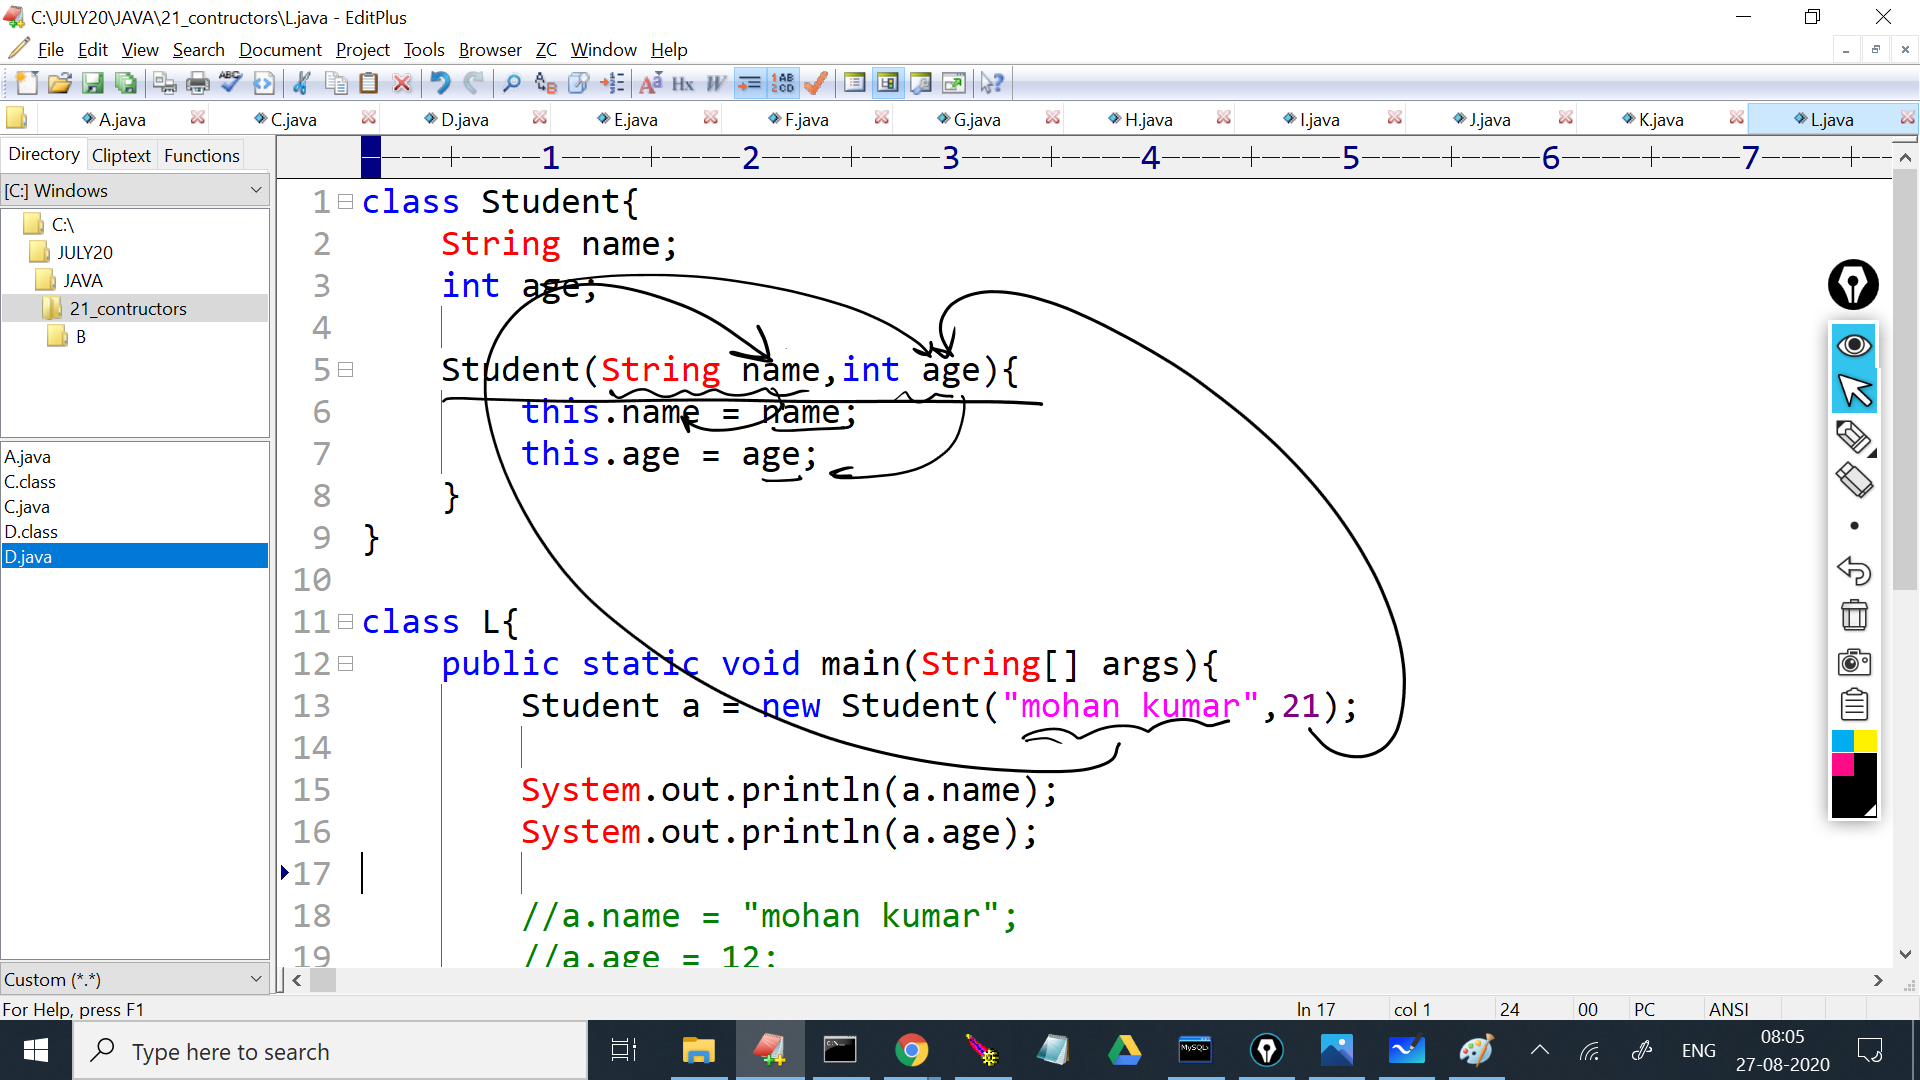 C:\JULY20\JAVA\21_contructors\L.java - EditPlus
File Edit View Search Document Project Tools Browser ZC Window Help
A.java C.java D.java E.java F.java G.java H.java I.java J.java K.java L.java
Directory Cliptext Functions
1 2 3 4 5 6 7
[C:] Windows
C:\
JULY20
JAVA
21_contructors
B
A.java
C.class
C.java
D.class
D.java
Custom (*.*)
1 class Student{
2 String name;
3 int age;
4
5 Student(String name,int age){
6 this.name = name;
7 this.age = age;
8 }
9 }
10
11 class L{
12 public static void main(String[] args){
13 Student a = new Student("mohan kumar",21);
14
15 System.out.println(a.name);
16 System.out.println(a.age);
17
18 //a.name = "mohan kumar";
19 //a.age = 12;
For Help, press F1 ln 17 col 1 24 00 PC ANSI
Type here to search
MySQL
ENG
08:05
27-08-2020